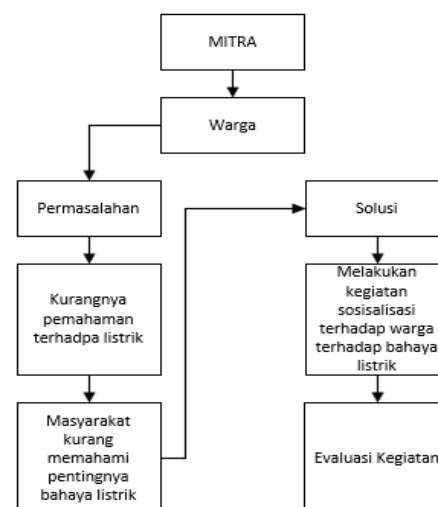 MITRA
Warga
Permasalahan
Kurangnya
pemahaman
terhadpa listrik
Masyarakat
kurang
memahami
pentingnya
bahaya listrik
Solusi
Melakukan
kegiatan
sosisalisasi
terhadap warga
terhadap bahaya
listrik
Evaluasi Kegiatan